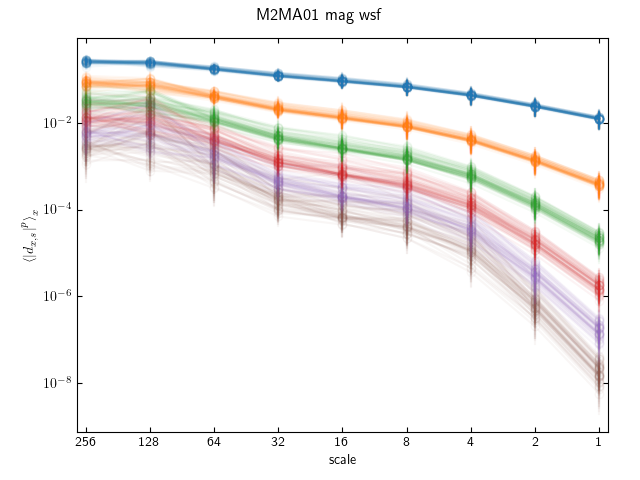 M2MA01 mag wsf
⟨|d_{x,s}|^p⟩_x
10^{-2}
10^{-4}
10^{-6}
10^{-8}
256 128 64 32 16 8 4 2 1
scale